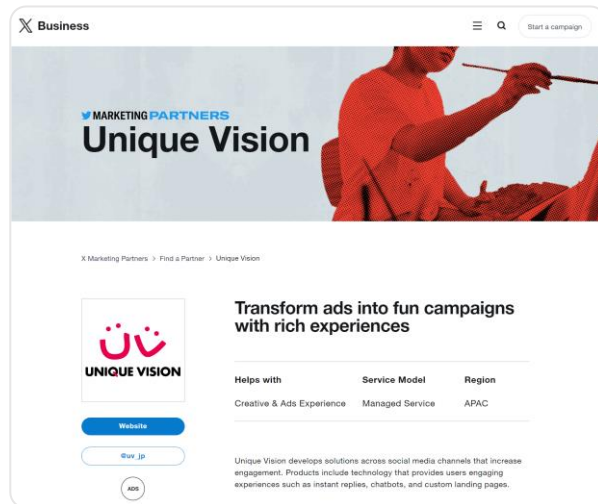 X Business
Start a campaign
MARKETING PARTNERS
Unique Vision
X Marketing Partners > Find a Partner > Unique Vision
Transform ads into fun campaigns
with rich experiences
UNIQUE VISION
Helps with Service Model Region
Creative & Ads Experience Managed Service APAC
Website
@uv_jp
ADS
Unique Vision develops solutions across social media channels that increase
engagement. Products include technology that provides users engaging
experiences such as instant replies, chatbots, and custom landing pages.